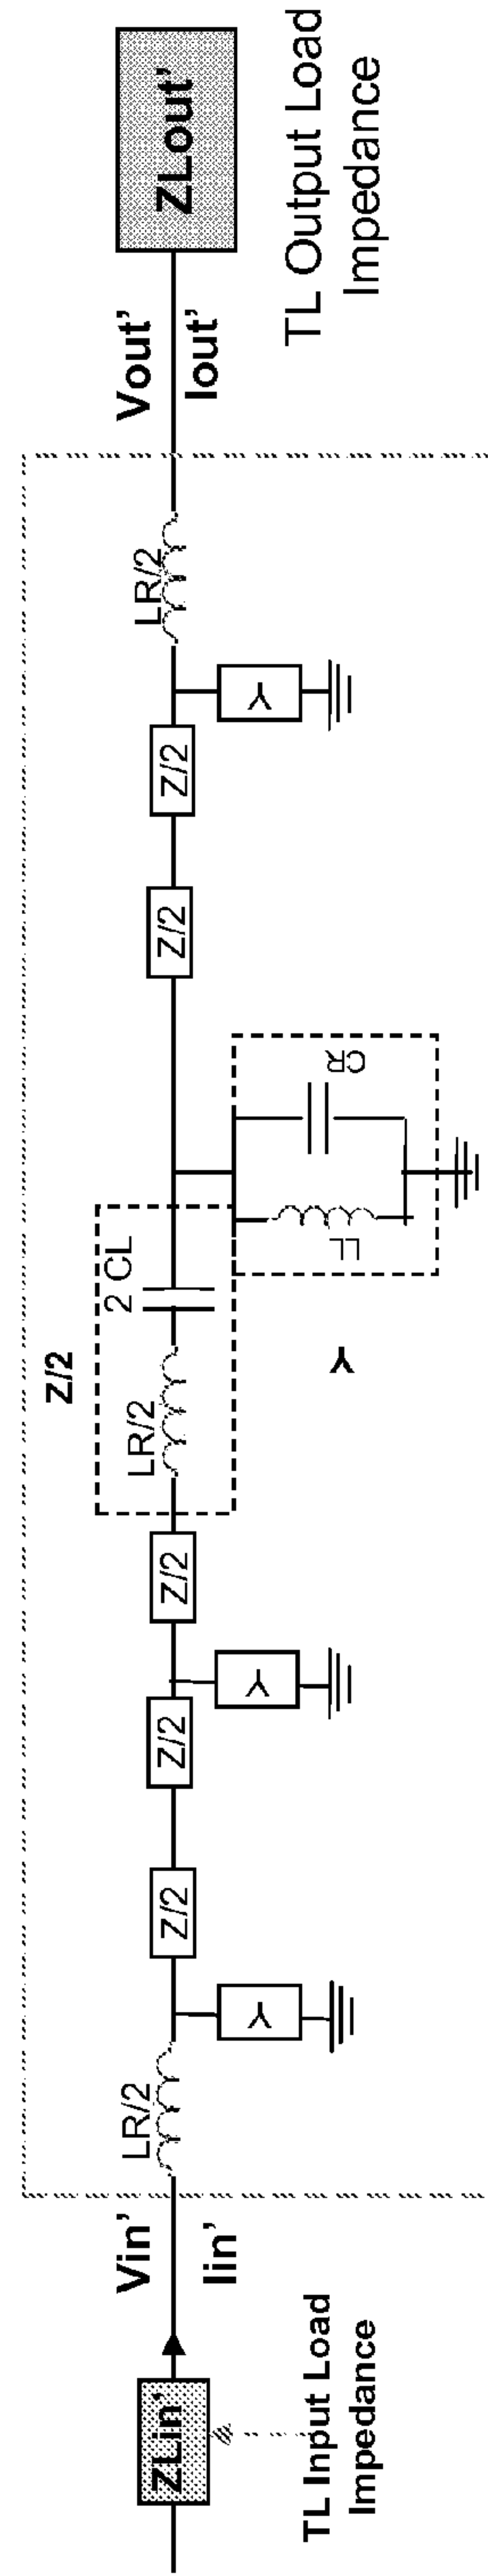 ZLin'
TL Input Load
Impedance
Vin'
Iin'
LR/2
Y
Z/2
Z/2
Y
Z/2
Z/2
LR/2
2 CL
LL
CR
Y
Z/2
Z/2
Y
LR/2
Vout'
Iout'
ZLout'
TL Output Load
Impedance